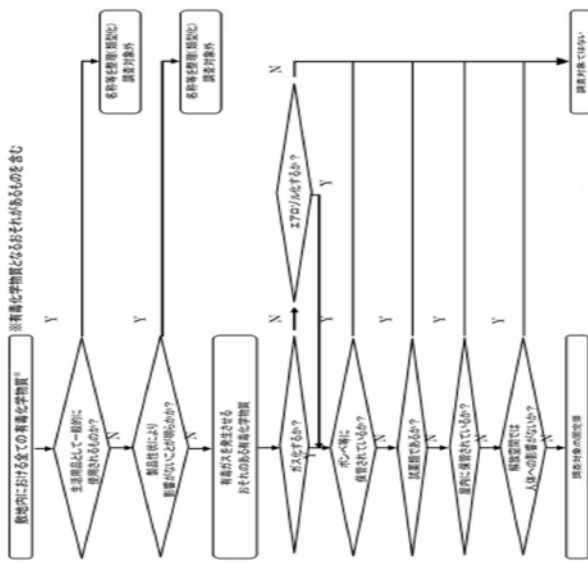 敷地内における全ての有毒化学物質※
※有毒化学物質となるおそれがあるものを含む
生活用品として一般的に
使用されるものか?
Y
名称等を整理(類型化)
調査対象外
N
製品性状により
影響がないことが明らかか?
Y
名称等を整理(類型化)
調査対象外
N
有毒ガスを発生させる
おそれのある有毒化学物質
ガス化するか?
N
エアロゾル化するか?
N
Y
Y
ボンベ等に
保管されているか?
Y
N
試薬類であるか?
Y
N
屋内に保管されているか?
Y
N
解放空間では
人体への影響がないか?
Y
N
調査対象の固定源
調査対象ではない